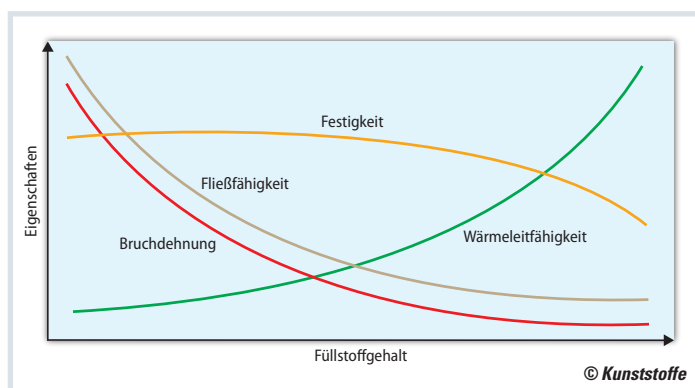 Eigenschaften
Festigkeit
Fließfähigkeit
Bruchdehnung
Wärmeleitfähigkeit
Füllstoffgehalt
© Kunststoffe